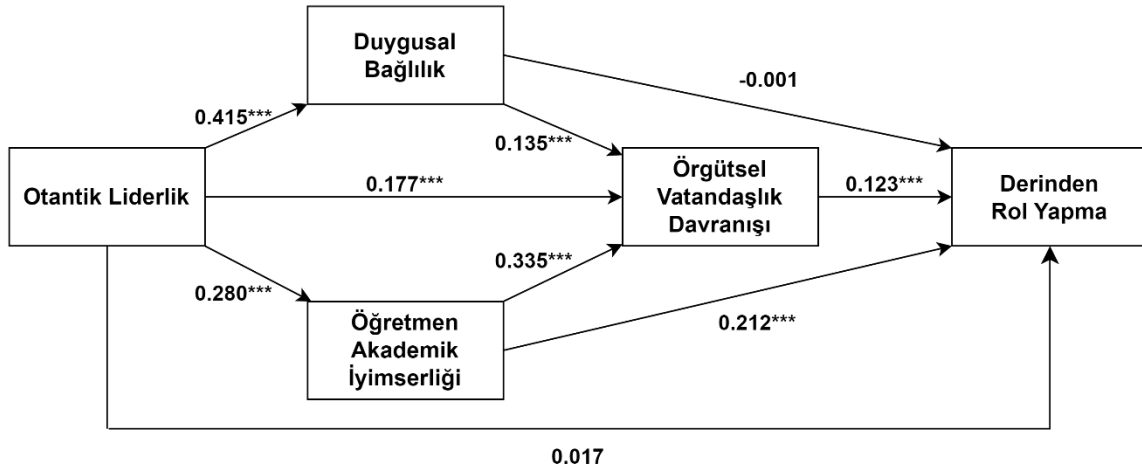 Duygusal
Bağlılık
-0.001
0.415***
0.135***
Otantik Liderlik
0.177***
Örgütsel
Vatandaşlık
Davranışı
0.123***
Derinden
Rol Yapma
0.280***
0.335***
Öğretmen
Akademik
İyimserliği
0.212***
0.017